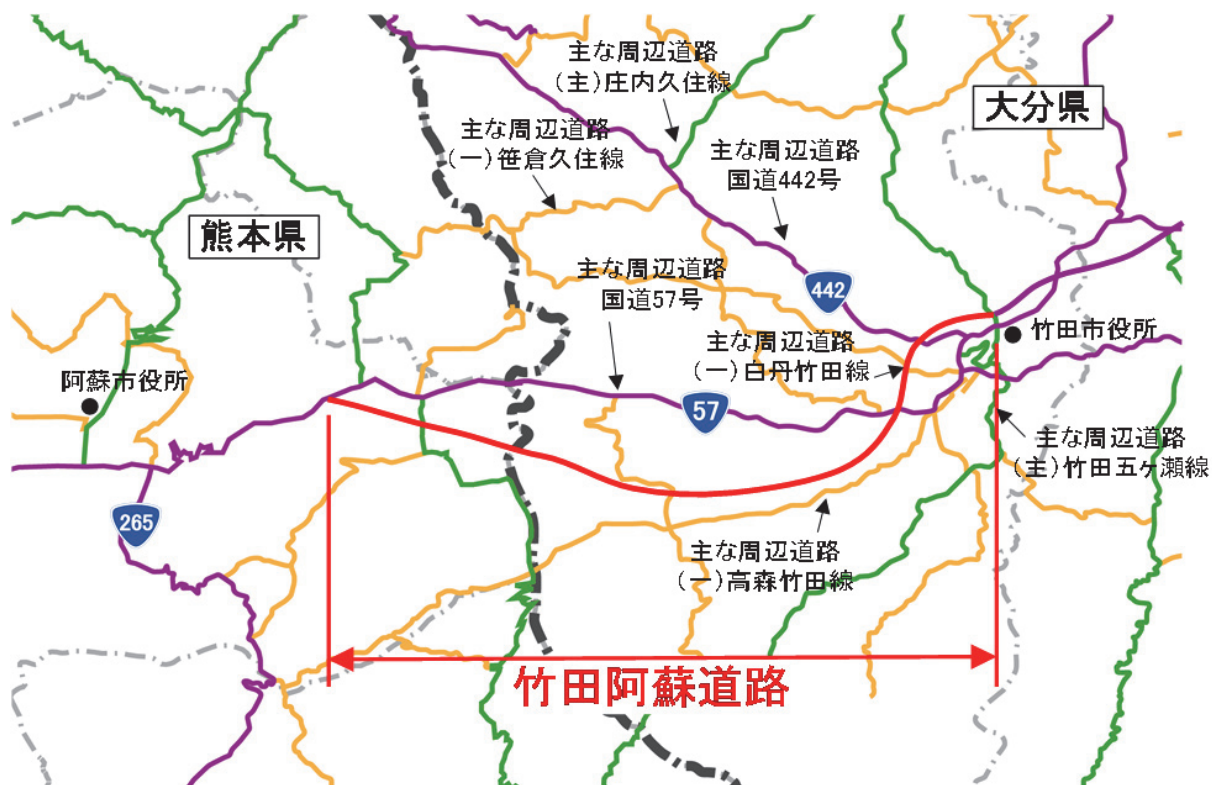 主な周辺道路
(主)庄内久住線
大分県
主な周辺道路
(一)笹倉久住線
主な周辺道路
国道442号
熊本県
主な周辺道路
国道57号
442
主な周辺道路
(一)白丹竹田線
竹田市役所
阿蘇市役所
57
主な周辺道路
(主)竹田五ヶ瀬線
265
主な周辺道路
(一)高森竹田線
竹田阿蘇道路